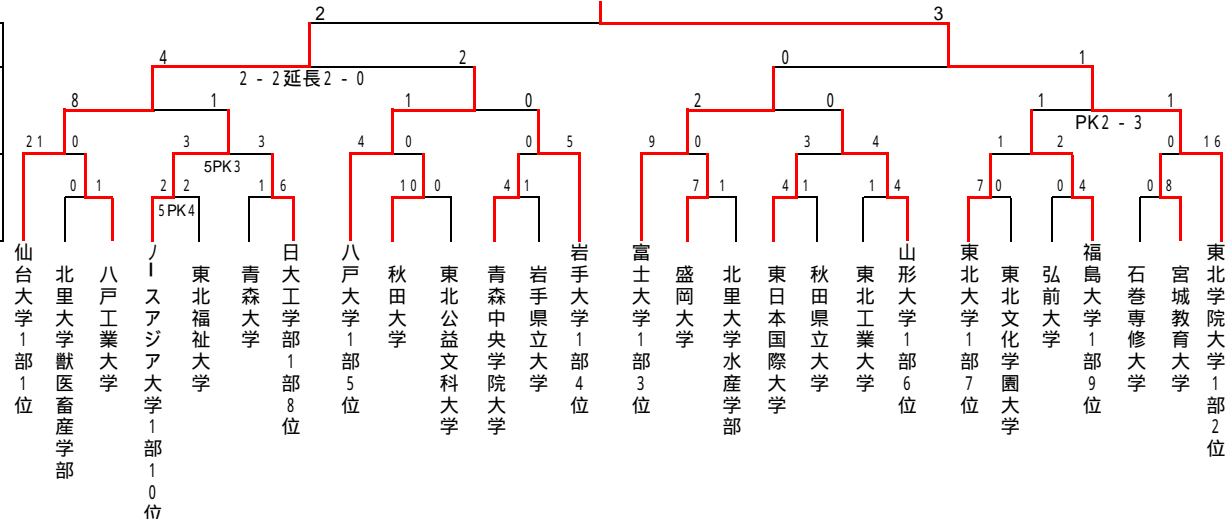 2 3
4 2 0 1
2-2延長2-0
8 1 1 0 2 0 1 1
PK2-3
21 0 3 3 4 0 0 5 9 0 3 4 1 2 0 16
5PK3
0 1 2 2 1 6 10 0 4 1 7 1 4 1 1 4 7 0 0 4 0 8
5PK4
仙台大学1部1位
北里大学獣医畜産学部
八戸工業大学
ノースアジア大学1部10位
東北福祉大学
青森大学
日大工学部1部8位
八戸大学1部5位
秋田大学
東北公益文科大学
青森中央学院大学
岩手県立大学
岩手大学1部4位
富士大学1部3位
盛岡大学
北里大学水産学部
東日本国際大学
秋田県立大学
東北工業大学
山形大学1部6位
東北大学1部7位
東北文化学園大学
弘前大学
福島大学1部9位
石巻専修大学
宮城教育大学
東北学院大学1部2位